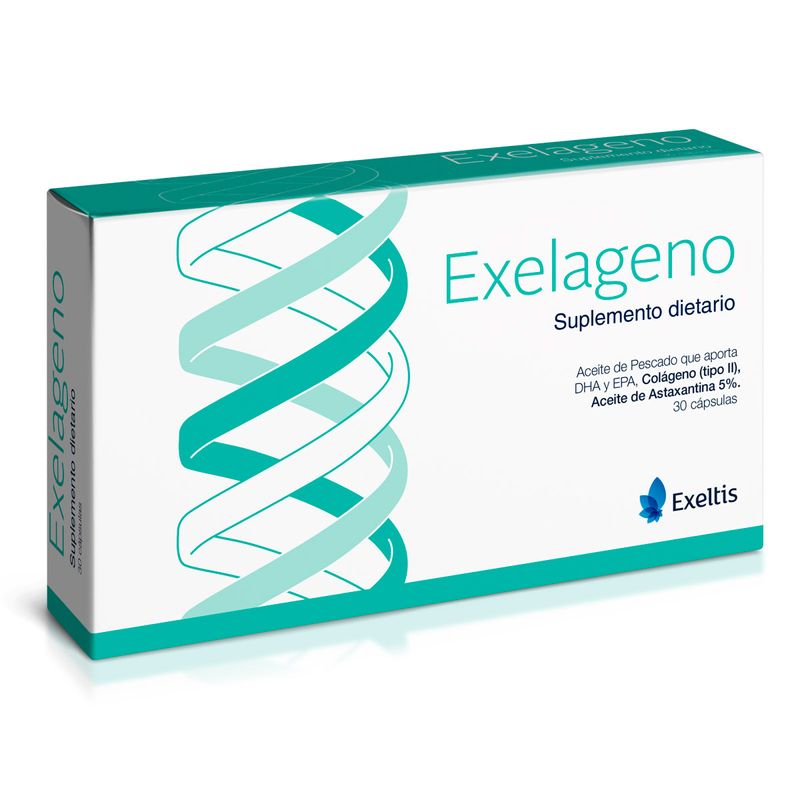 Exelageno
Suplemento dietario
Exelageno
Suplemento dietario
Aceite de Pescado que aporta
DHA y EPA, Colágeno (tipo II),
Aceite de Astaxantina 5%.
30 cápsulas
Exeltis
Exelageno
Suplemento dietario
30 cápsulas